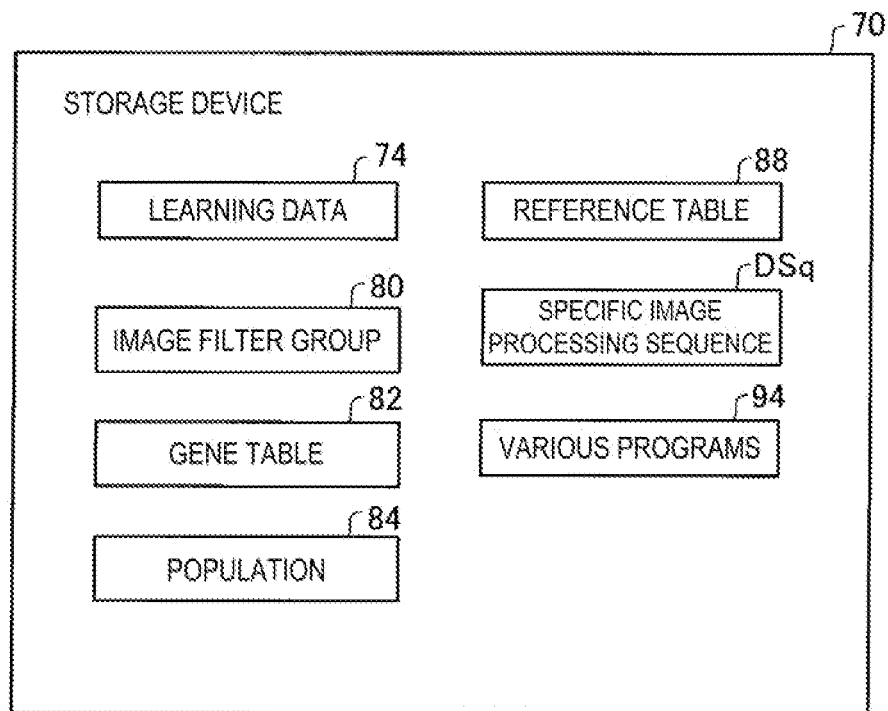 70
STORAGE DEVICE
74
LEARNING DATA
80
IMAGE FILTER GROUP
82
GENE TABLE
84
POPULATION
88
REFERENCE TABLE
DSq
SPECIFIC IMAGE
PROCESSING SEQUENCE
94
VARIOUS PROGRAMS